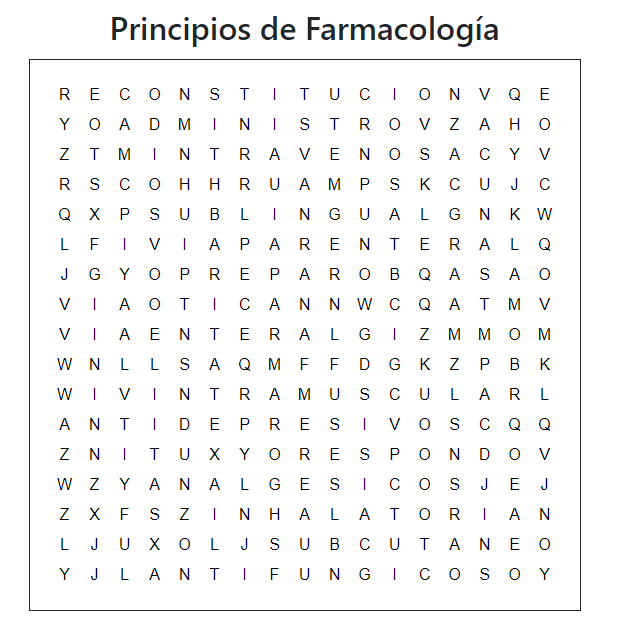 Principios de Farmacología
R E C O N S T I T U C I O N V Q E
Y O A D M I N I S T R O V Z A H O
Z T M I N T R A V E N O S A C Y V
R S C O H H R U A M P S K C U J C
Q X P S U B L I N G U A L G N K W
L F I V I A P A R E N T E R A L Q
J G Y O P R E P A R O B Q A S A O
V I A O T I C A N N W C Q A T M V
V I A E N T E R A L G I Z M M O M
W N L L S A Q M F F D G K Z P B K
W I V I N T R A M U S C U L A R L
A N T I D E P R E S I V O S C Q Q
Z N I T U X Y O R E S P O N D O V
W Z Y A N A L G E S I C O S J E J
Z X F S Z I N H A L A T O R I A N
L J U X O L J S U B C U T A N E O
Y J L A N T I F U N G I C O S O Y